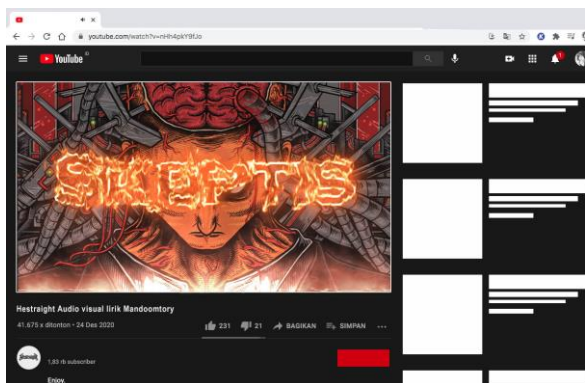 youtube.com/watch?v=nHh4pkY9fJo
YouTube
SKEPTIS
Hestraight Audio visual lirik Mandoomtory
41.675 x ditonton • 24 Des 2020
231 21 BAGIKAN SIMPAN
1,93 rb subscriber
Enjoy.